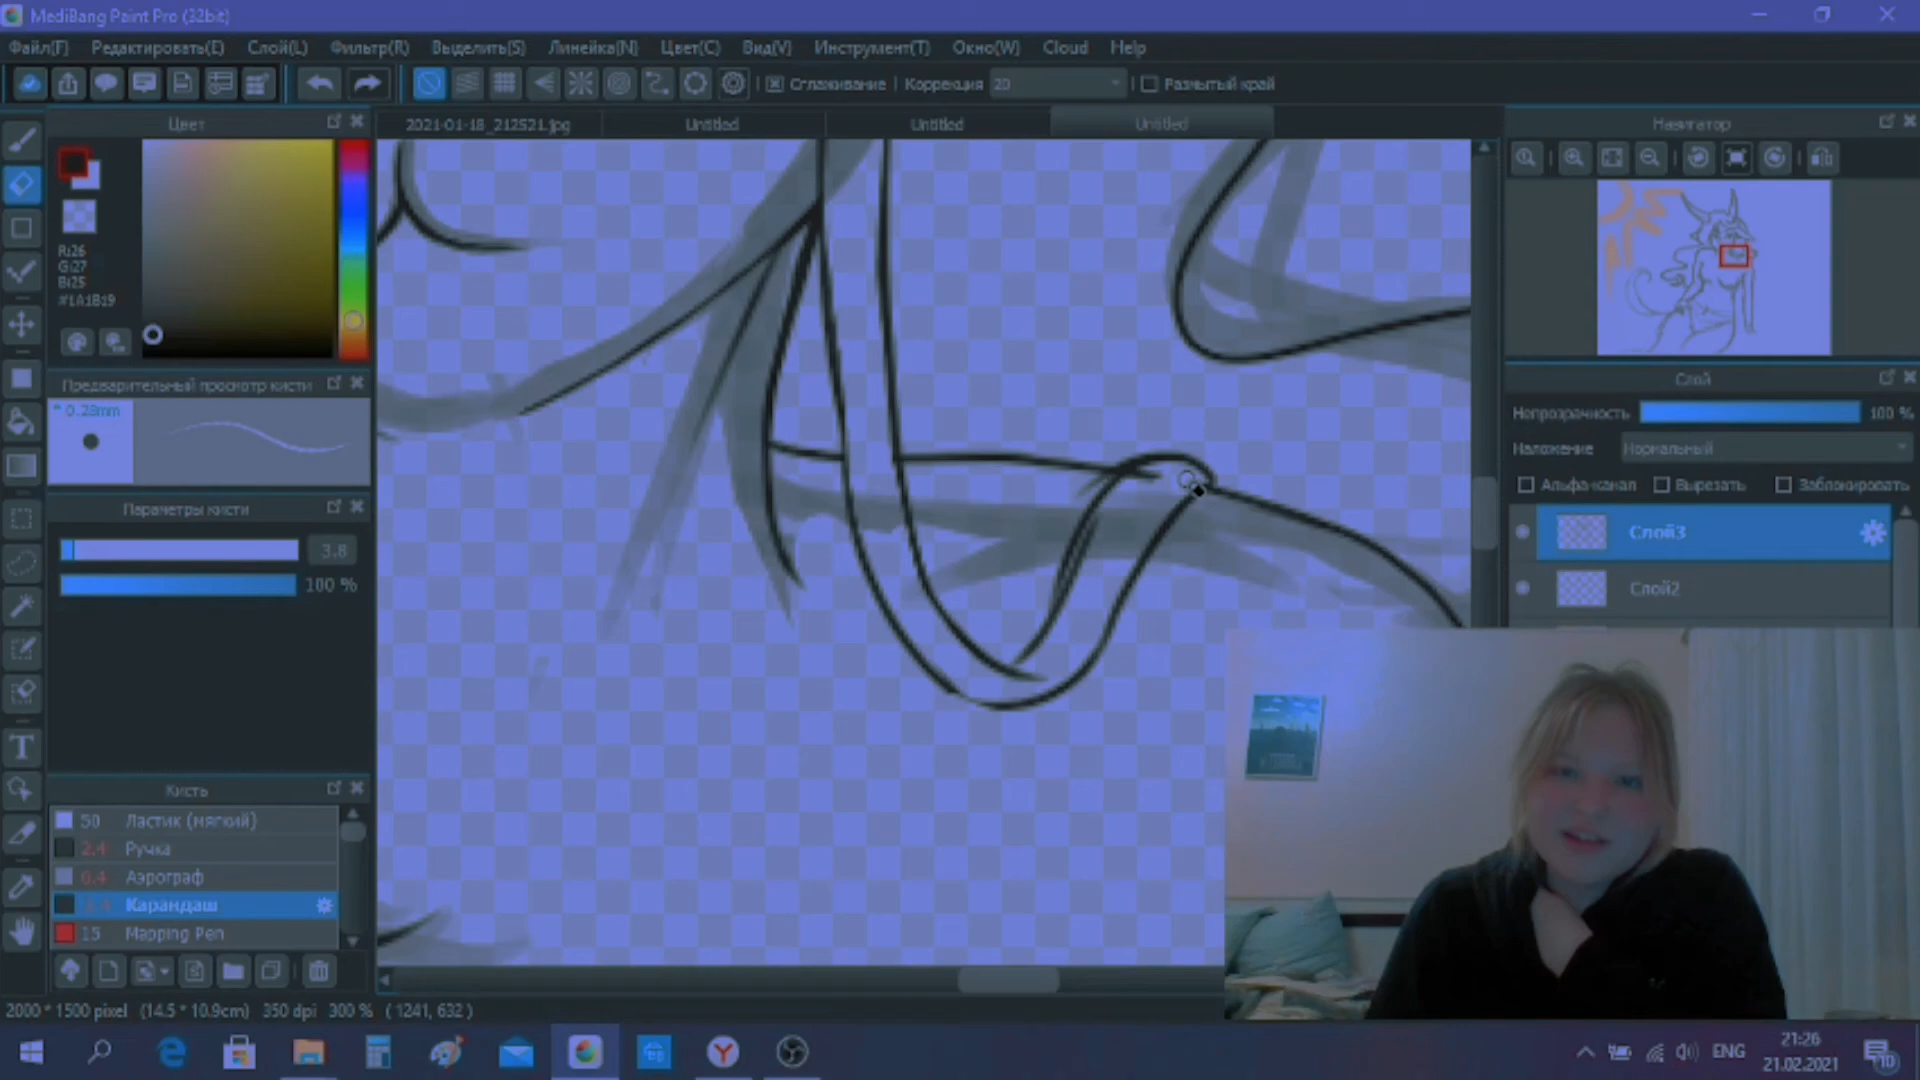 MediBang Paint Pro (32bit)
Файл(F) Редактировать(E) Слой(L) Фильтр(R) Выделить(S) Линейка(N) Цвет(C) Вид(V) Инструмент(T) Окно(W) Cloud Help
Сглаживание Коррекция 20 Размытый край
Цвет 2021-01-18_212521.jpg Untitled Untitled Untitled Навигатор
R:26
G:27
B:25
#1A1B19
Предварительный просмотр кисти
* 0.28mm
Слой
Непрозрачность 100 %
Наложение Нормальный
Альфа-канал Вырезать Заблокировать
Параметры кисти
3.8
100 %
Слой3
Слой2
Кисть
50 Ластик (мягкий)
2.4 Ручка
6.4 Аэрограф
Карандаш
15 Mapping Pen
2000 * 1500 pixel (14.5 * 10.9cm) 350 dpi 300 % ( 1241, 632 )
ENG
21:26
21.02.2021
10